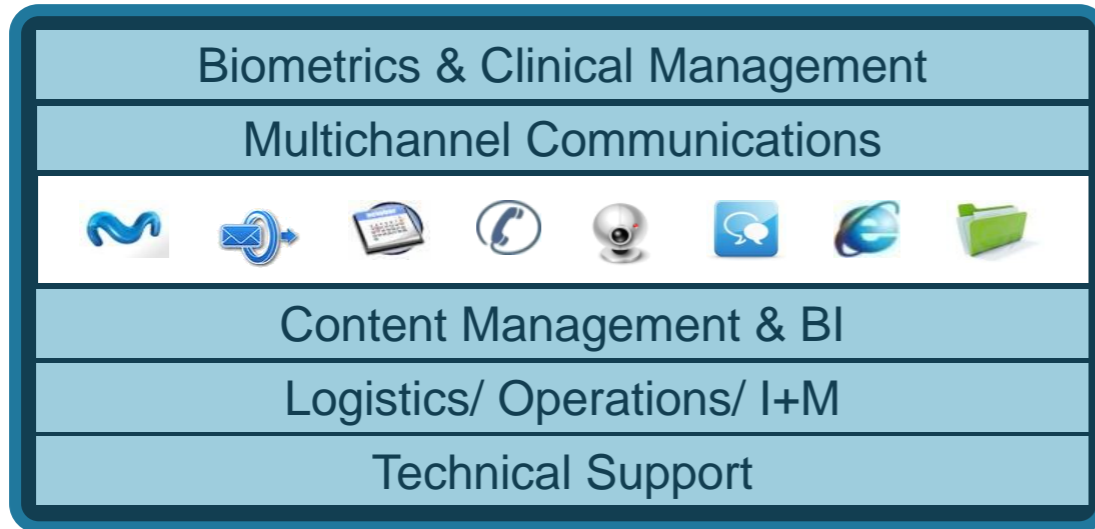 Biometrics & Clinical Management
Multichannel Communications
Content Management & BI
Logistics/ Operations/ I+M
Technical Support